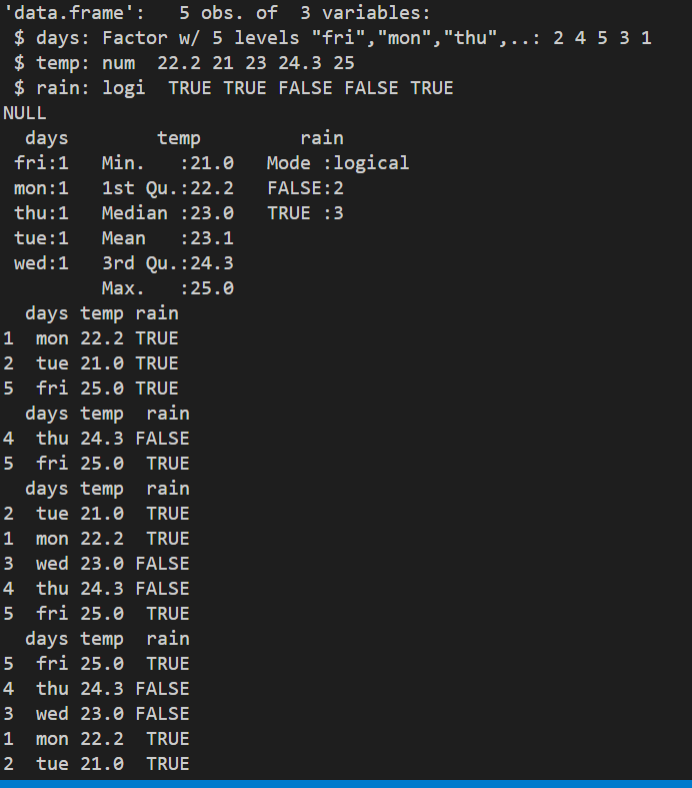 'data.frame':   5 obs. of  3 variables:
 $ days: Factor w/ 5 levels "fri","mon","thu",..: 2 4 5 3 1
 $ temp: num  22.2 21 23 24.3 25
 $ rain: logi  TRUE TRUE FALSE FALSE TRUE
NULL
  days        temp         rain
 fri:1   Min.   :21.0   Mode :logical
 mon:1   1st Qu.:22.2   FALSE:2
 thu:1   Median :23.0   TRUE :3
 tue:1   Mean   :23.1
 wed:1   3rd Qu.:24.3
         Max.   :25.0
  days temp rain
1  mon 22.2 TRUE
2  tue 21.0 TRUE
5  fri 25.0 TRUE
  days temp  rain
4  thu 24.3 FALSE
5  fri 25.0  TRUE
  days temp  rain
2  tue 21.0  TRUE
1  mon 22.2  TRUE
3  wed 23.0 FALSE
4  thu 24.3 FALSE
5  fri 25.0  TRUE
  days temp  rain
5  fri 25.0  TRUE
4  thu 24.3 FALSE
3  wed 23.0 FALSE
1  mon 22.2  TRUE
2  tue 21.0  TRUE